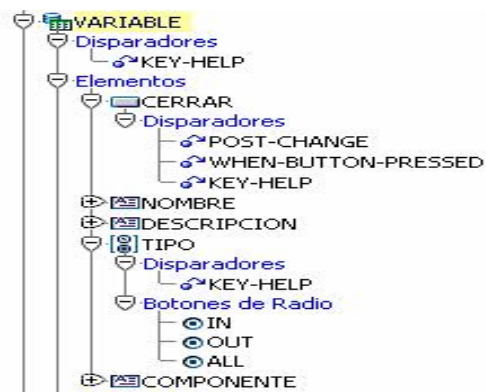 VARIABLE
Disparadores
KEY-HELP
Elementos
CERRAR
Disparadores
POST-CHANGE
WHEN-BUTTON-PRESSED
KEY-HELP
NOMBRE
DESCRIPCION
TIPO
Disparadores
KEY-HELP
Botones de Radio
IN
OUT
ALL
COMPONENTE